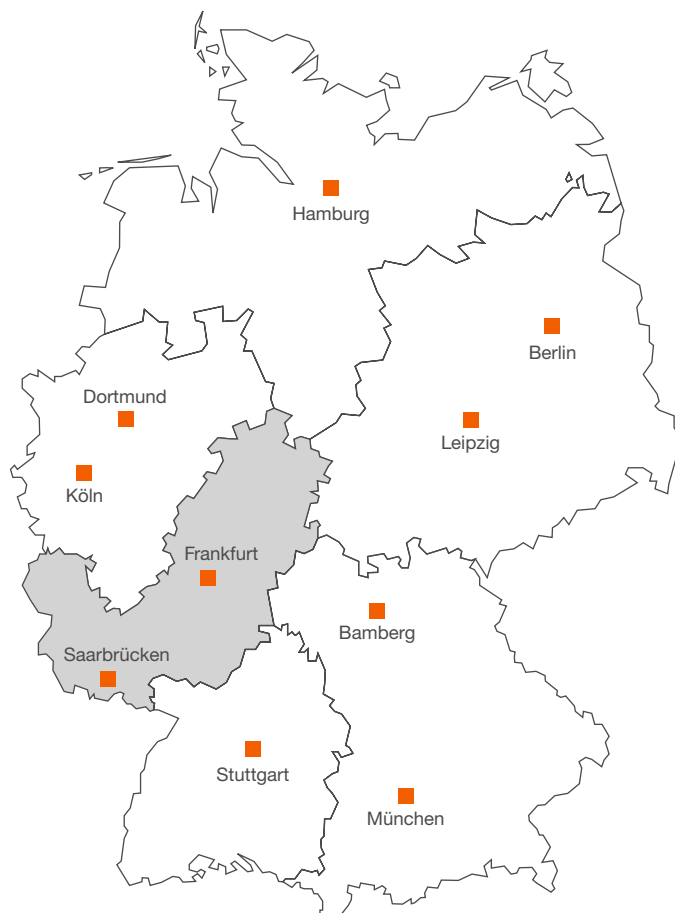 Hamburg
Berlin
Dortmund
Leipzig
Köln
Frankfurt
Bamberg
Saarbrücken
Stuttgart
München